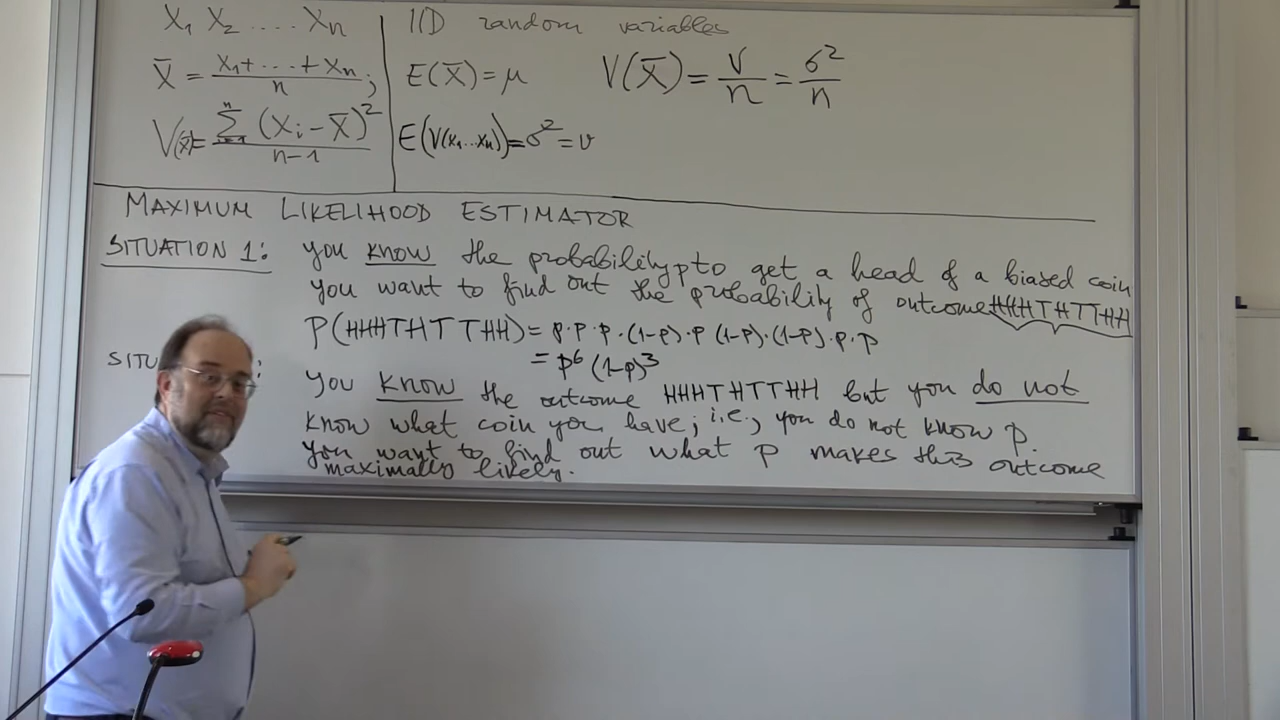 X₁ X₂ .... Xₙ
X̄ = X₁+...+Xₙ / n ;
V(x̄) = Σⁿᵢ₌₁ (Xᵢ - X̄)² / n-1
IID random variables
E(X̄) = μ V(X̄) = V/n = σ²/n
E(V(X₁...Xₙ)) = σ² = v
MAXIMUM LIKELIHOOD ESTIMATOR
SITUATION 1: you know the probability p to get a head of a biased coin
you want to find out the probability of outcome HHHTHTTHH
P(HHHTHTTHH) = p·p·p·(1-p)·p (1-p)·(1-p)·p·p
= p⁶ (1-p)³
SITU :
you know the outcome HHHTHTTHH but you do not
know what coin you have; i.e., you do not know p.
you want to find out what p makes this outcome
maximally likely.